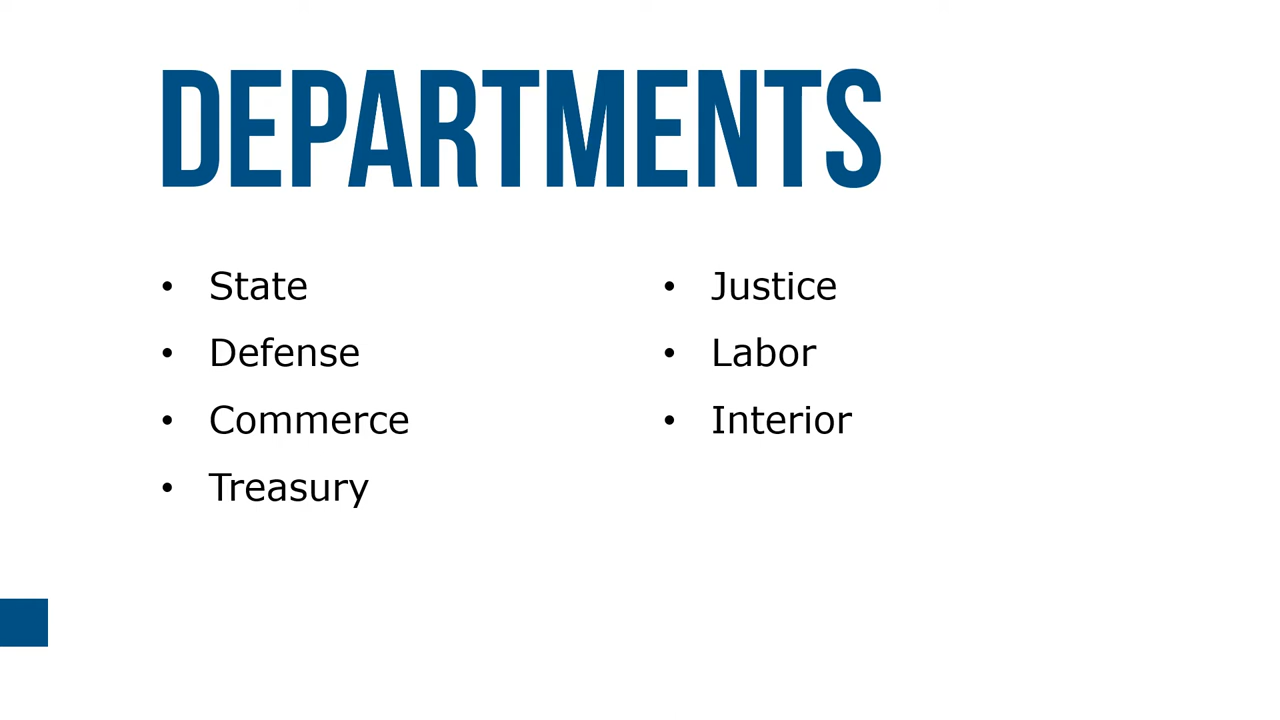 DEPARTMENTS
• State
• Defense
• Commerce
• Treasury
• Justice
• Labor
• Interior